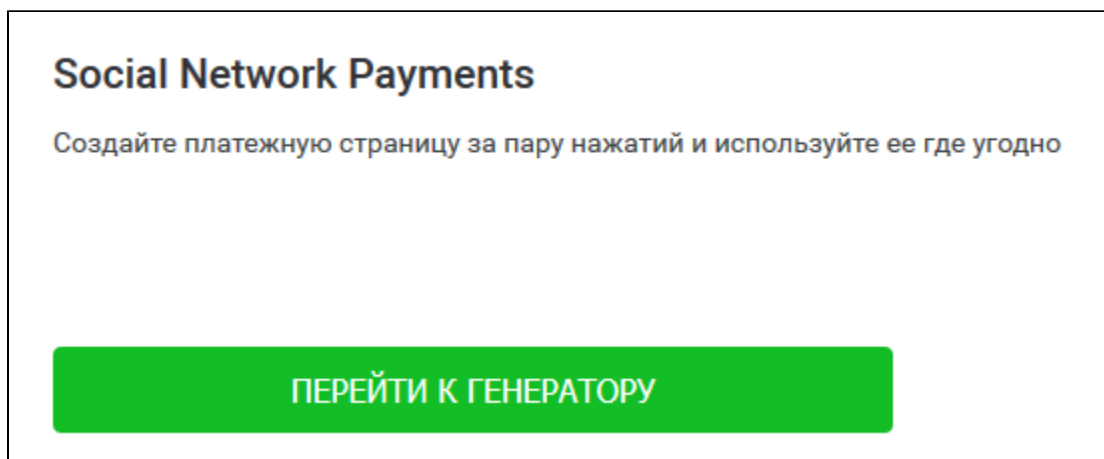 Social Network Payments
Создайте платежную страницу за пару нажатий и используйте ее где угодно
ПЕРЕЙТИ К ГЕНЕРАТОРУ